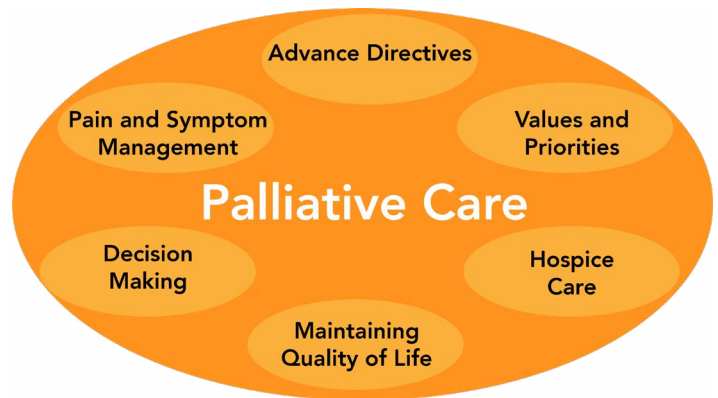 Advance Directives
Pain and Symptom
Management
Values and
Priorities
Palliative Care
Decision
Making
Hospice
Care
Maintaining
Quality of Life